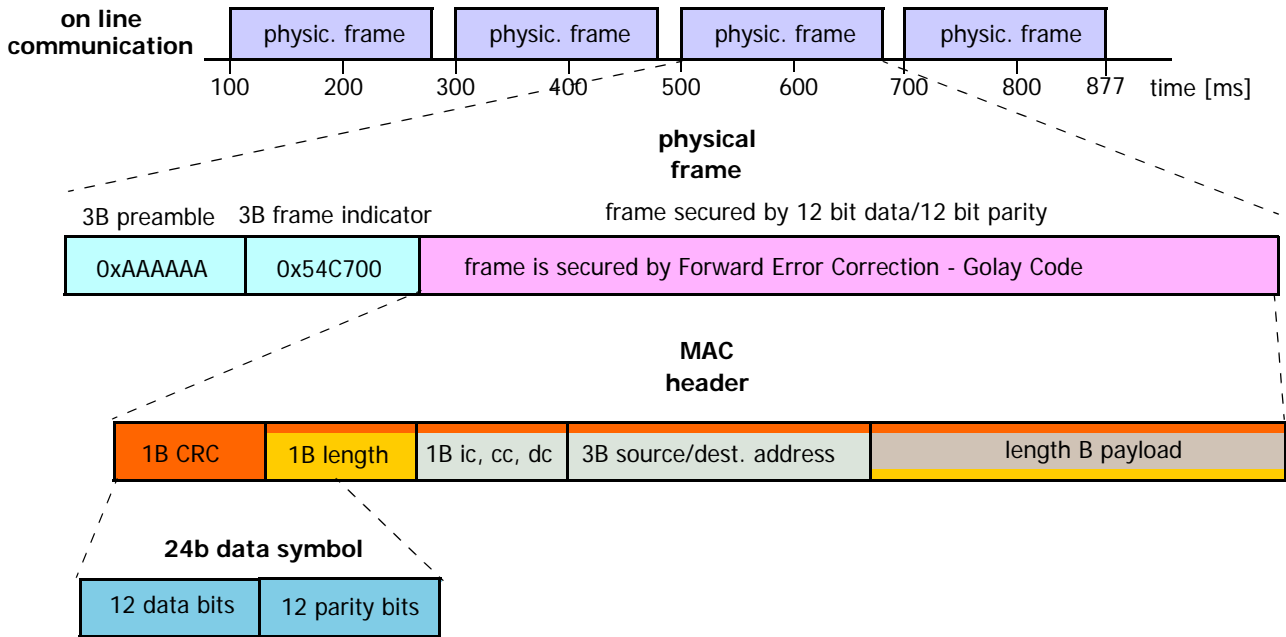 on line
communication
physic. frame physic. frame physic. frame physic. frame
100 200 300 400 500 600 700 800 877 time [ms]
physical
frame
3B preamble 3B frame indicator frame secured by 12 bit data/12 bit parity
0xAAAAAA 0x54C700 frame is secured by Forward Error Correction - Golay Code
MAC
header
1B CRC 1B length 1B ic, cc, dc 3B source/dest. address length B payload
24b data symbol
12 data bits 12 parity bits